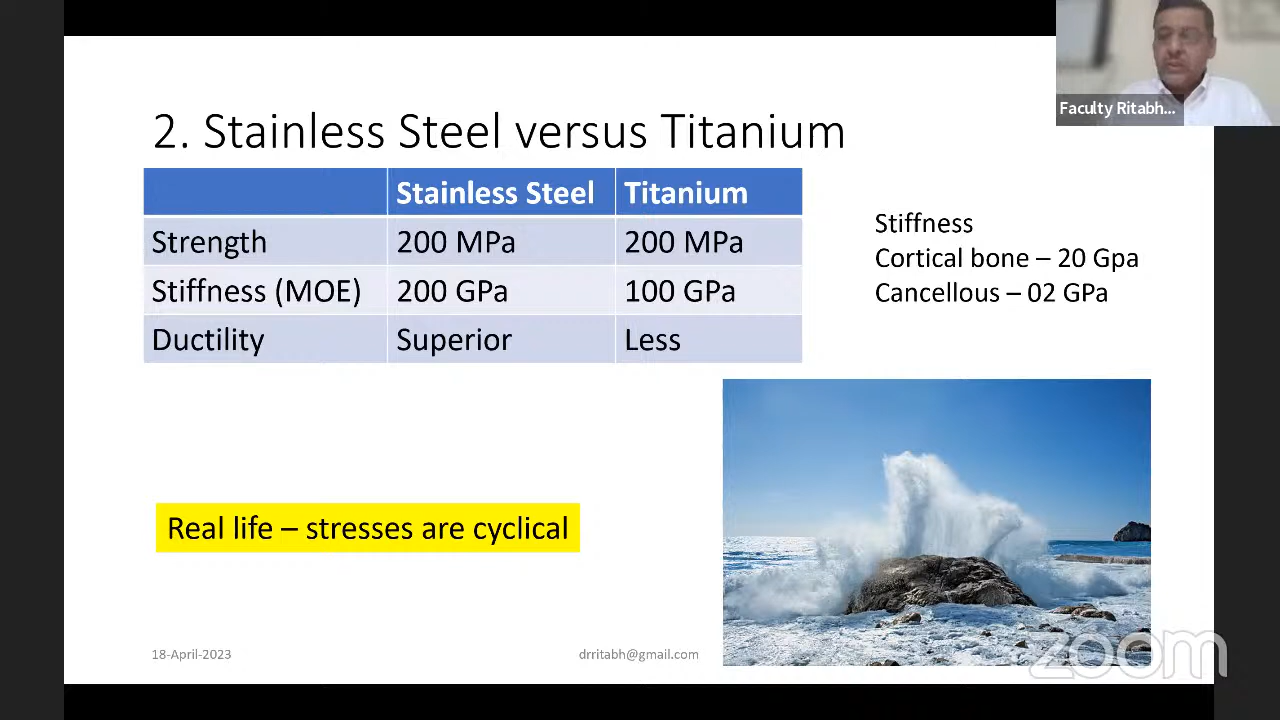 Faculty Ritabh...
2. Stainless Steel versus Titanium
Stainless Steel Titanium
Strength 200 MPa 200 MPa
Stiffness (MOE) 200 GPa 100 GPa
Ductility Superior Less
Stiffness
Cortical bone – 20 Gpa
Cancellous – 02 GPa
Real life – stresses are cyclical
18-April-2023
drritabh@gmail.com
zoom